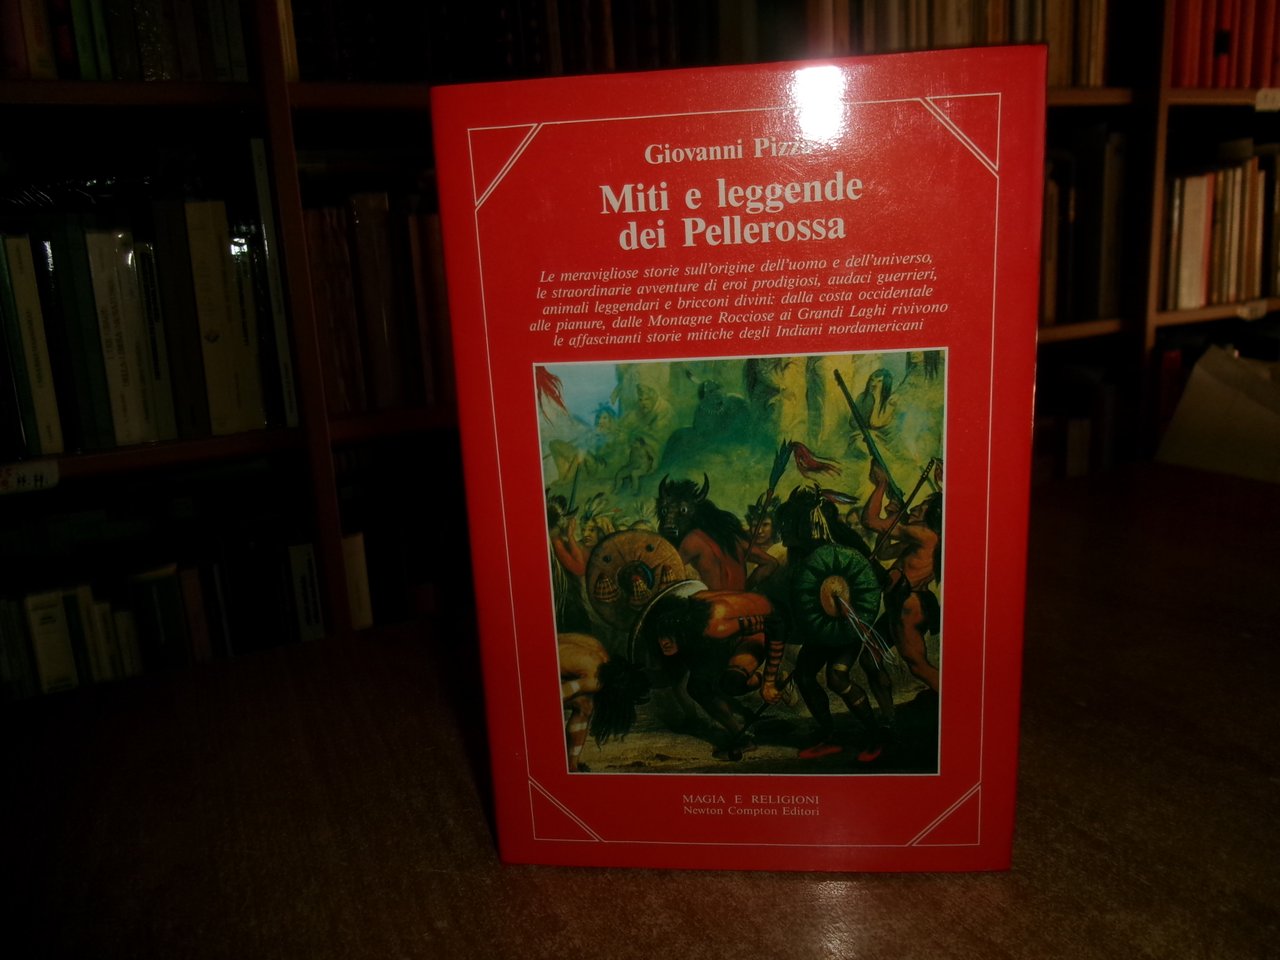 Giovanni
Miti e leggende
dei Pellerossa
Le meravigliose storie sull'origine dell'uomo e dell'universo,
le straordinarie avventure di eroi prodigiosi, audaci guerrieri,
animali leggendari e bricconi divini: dalla costa occidentale
alle pianure, dalle Montagne Rocciose ai Grandi Laghi rivivono
le affascinanti storie mitiche degli Indiani nordamericani
MAGIA E RELIGIONI
Newton Compton Editori